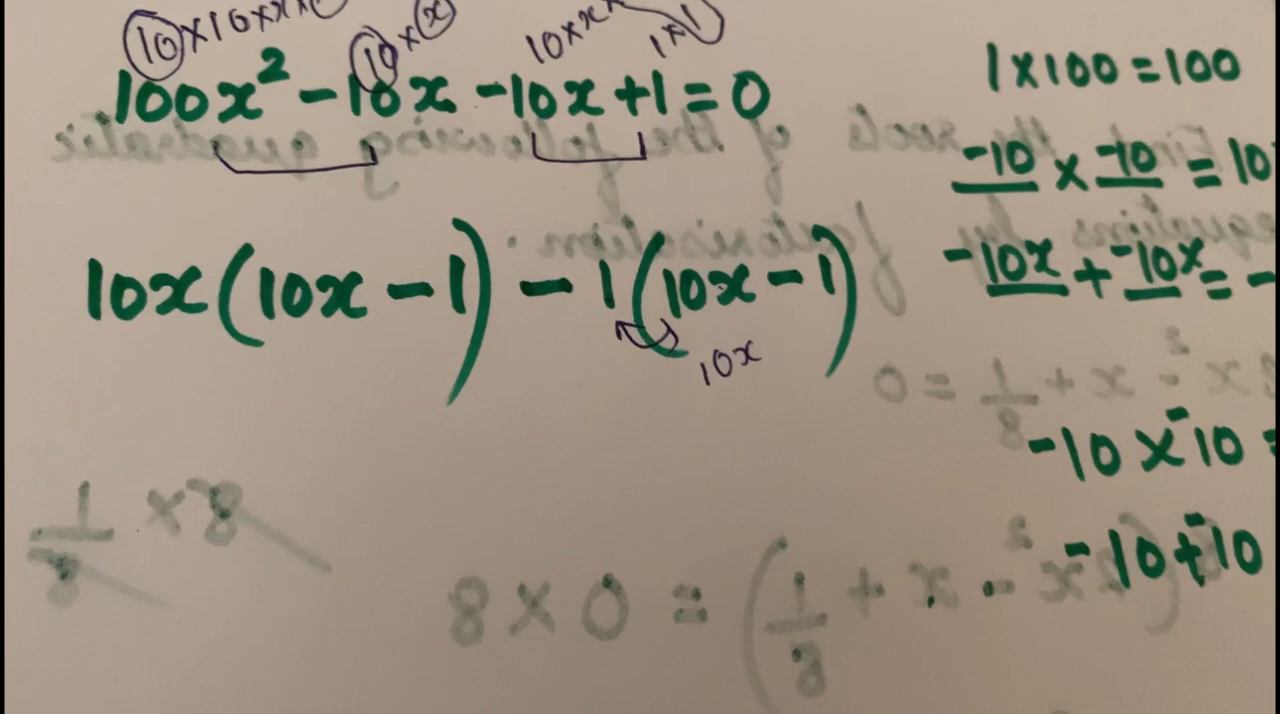 10×10×x×x 10×x 10×x× 1×1
100x² - 10x - 10x + 1 = 0
10x(10x - 1) - 1(10x - 1)
10x
1 × 100 = 100
-10 × -10 = 10
-10x + -10x = -
-10 × -10 =
-10 + -10